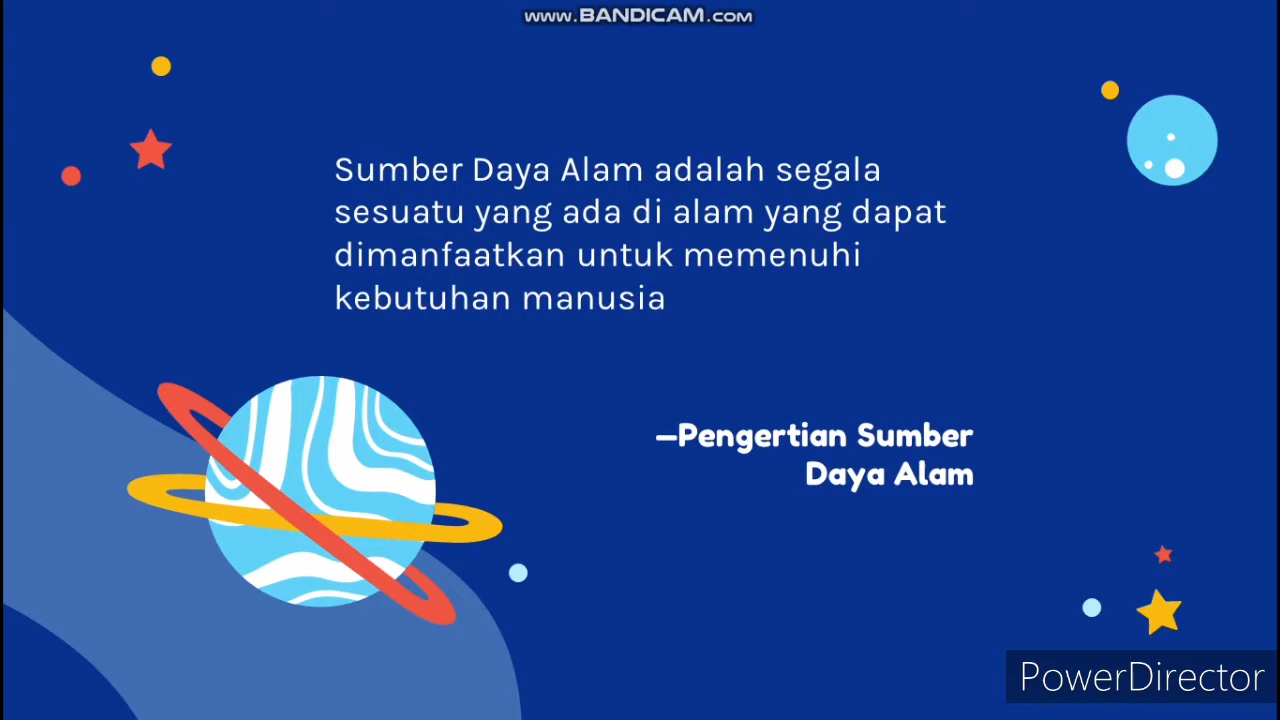 www.BANDICAM.com
Sumber Daya Alam adalah segala
sesuatu yang ada di alam yang dapat
dimanfaatkan untuk memenuhi
kebutuhan manusia
—Pengertian Sumber
Daya Alam
PowerDirector